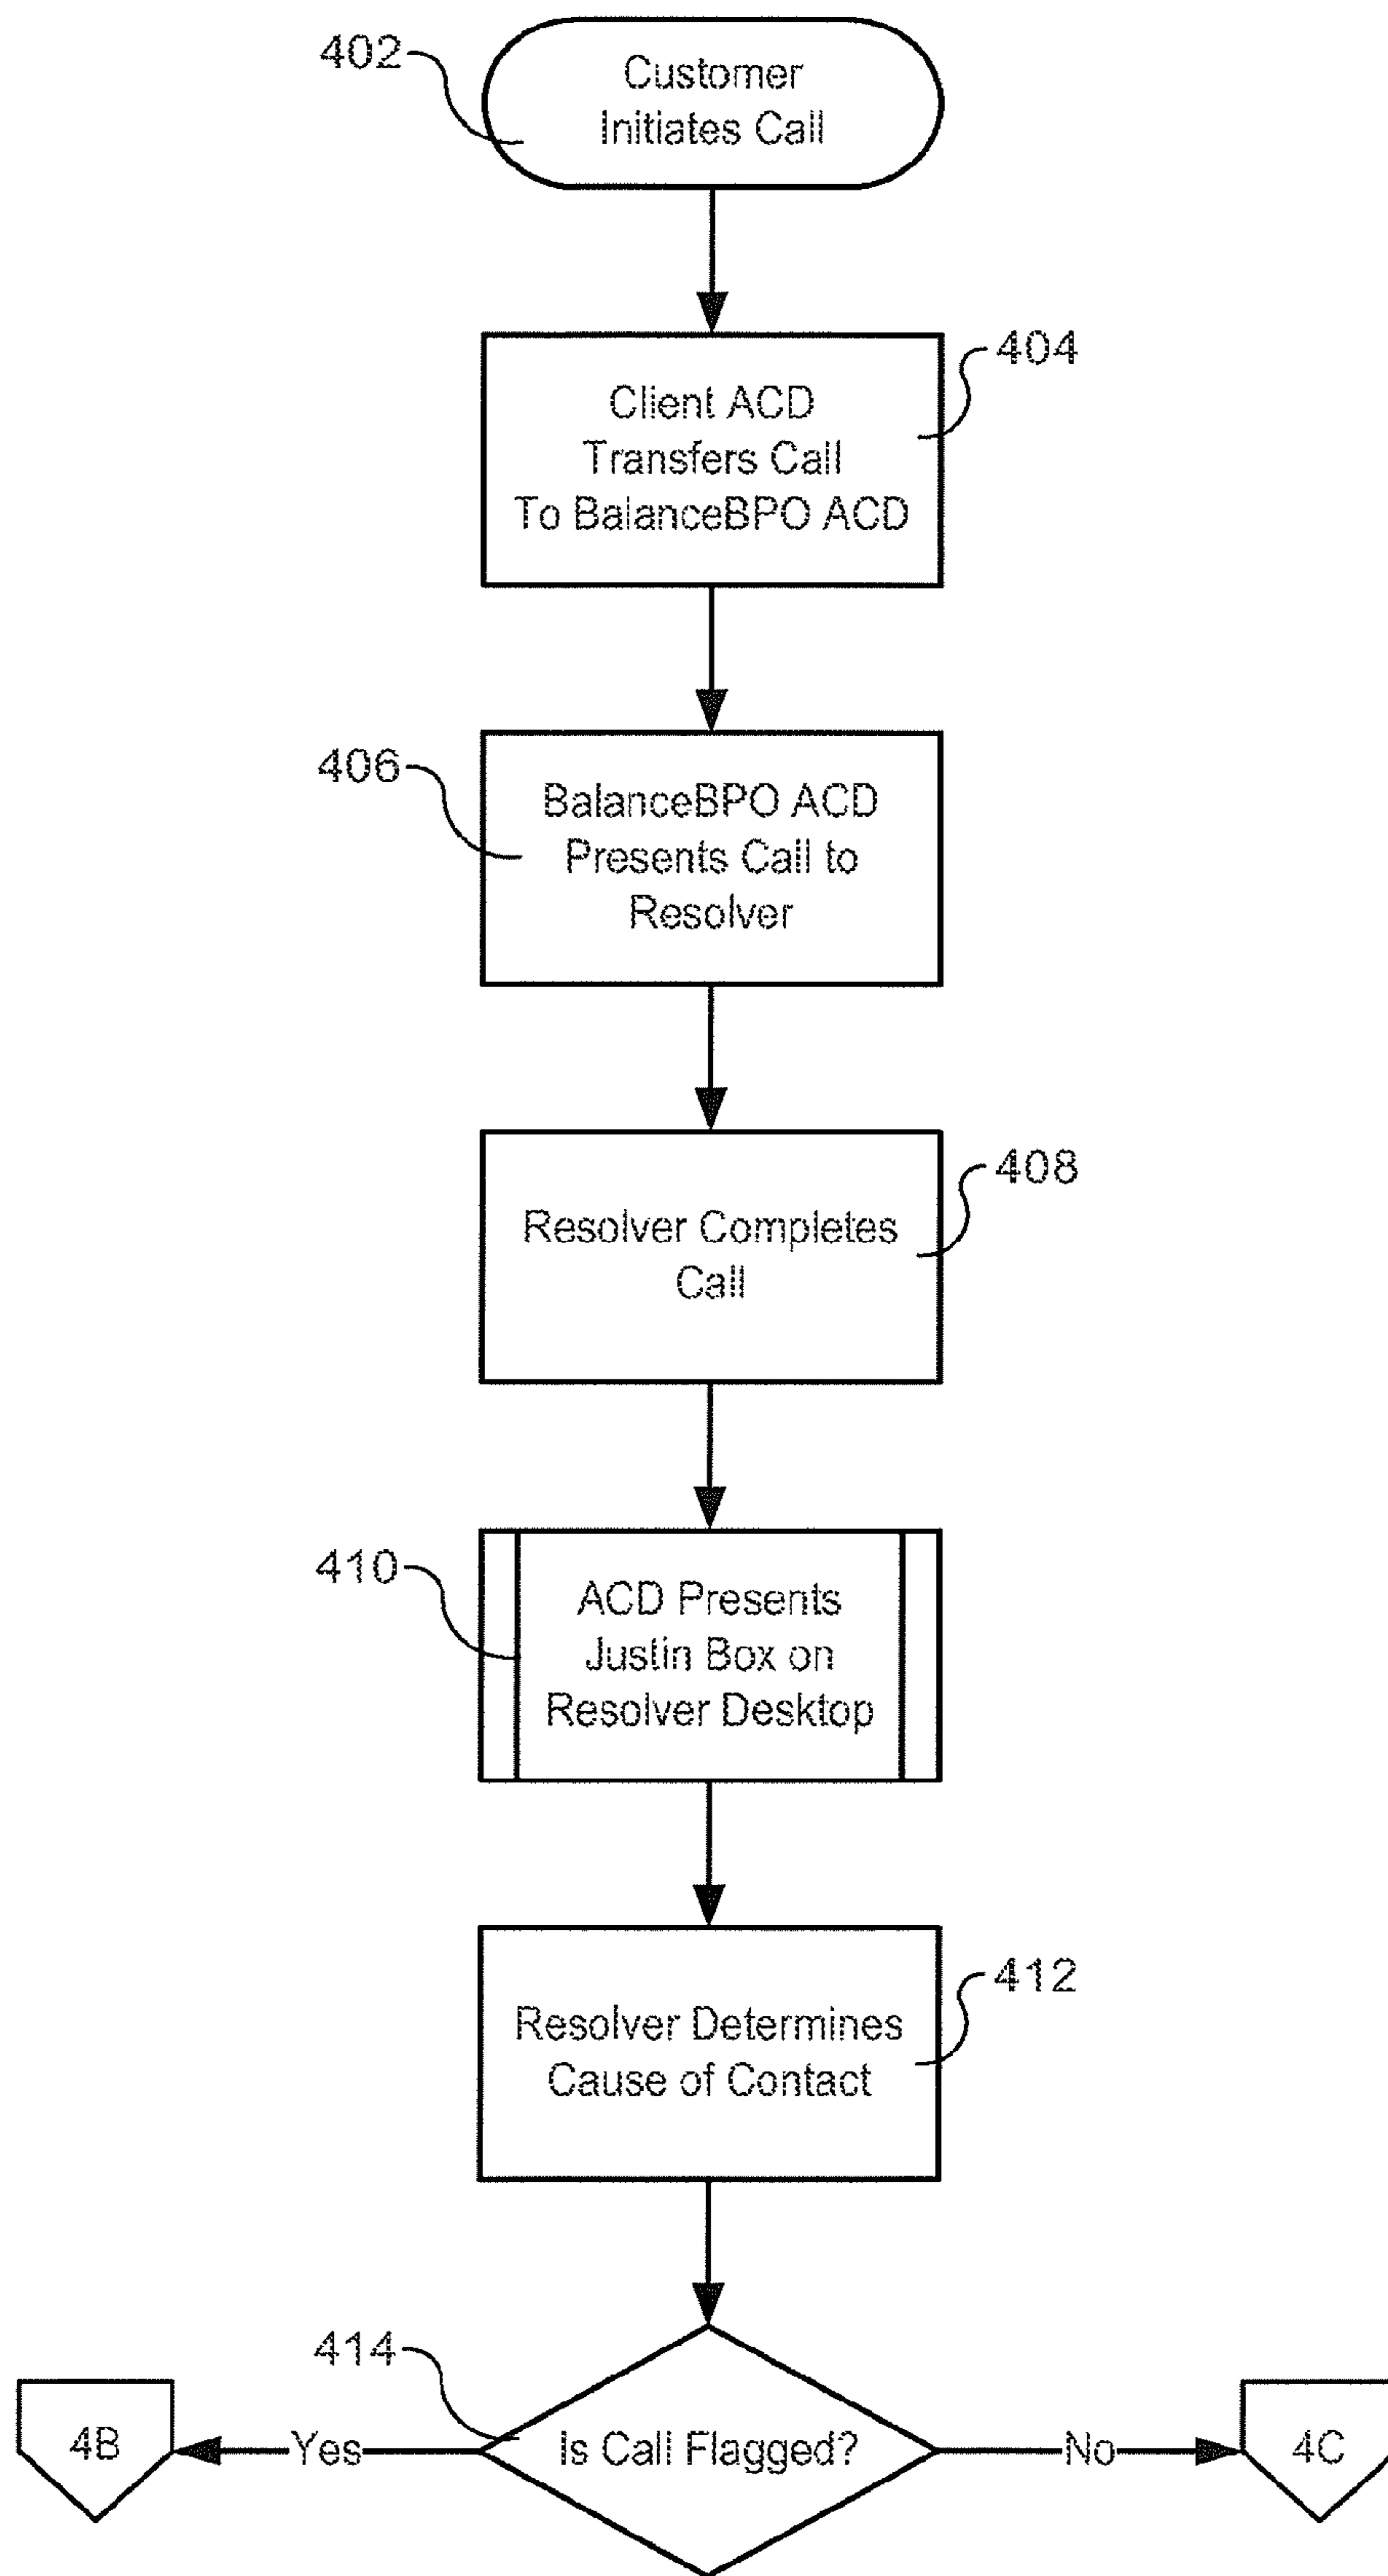 402
Customer
Initiates Call
404
Client ACD
Transfers Call
To BalanceBPO ACD
406
BalanceBPO ACD
Presents Call to
Resolver
408
Resolver Completes
Call
410
ACD Presents
Justin Box on
Resolver Desktop
412
Resolver Determines
Cause of Contact
414
4B
Yes
Is Call Flagged?
No
4C